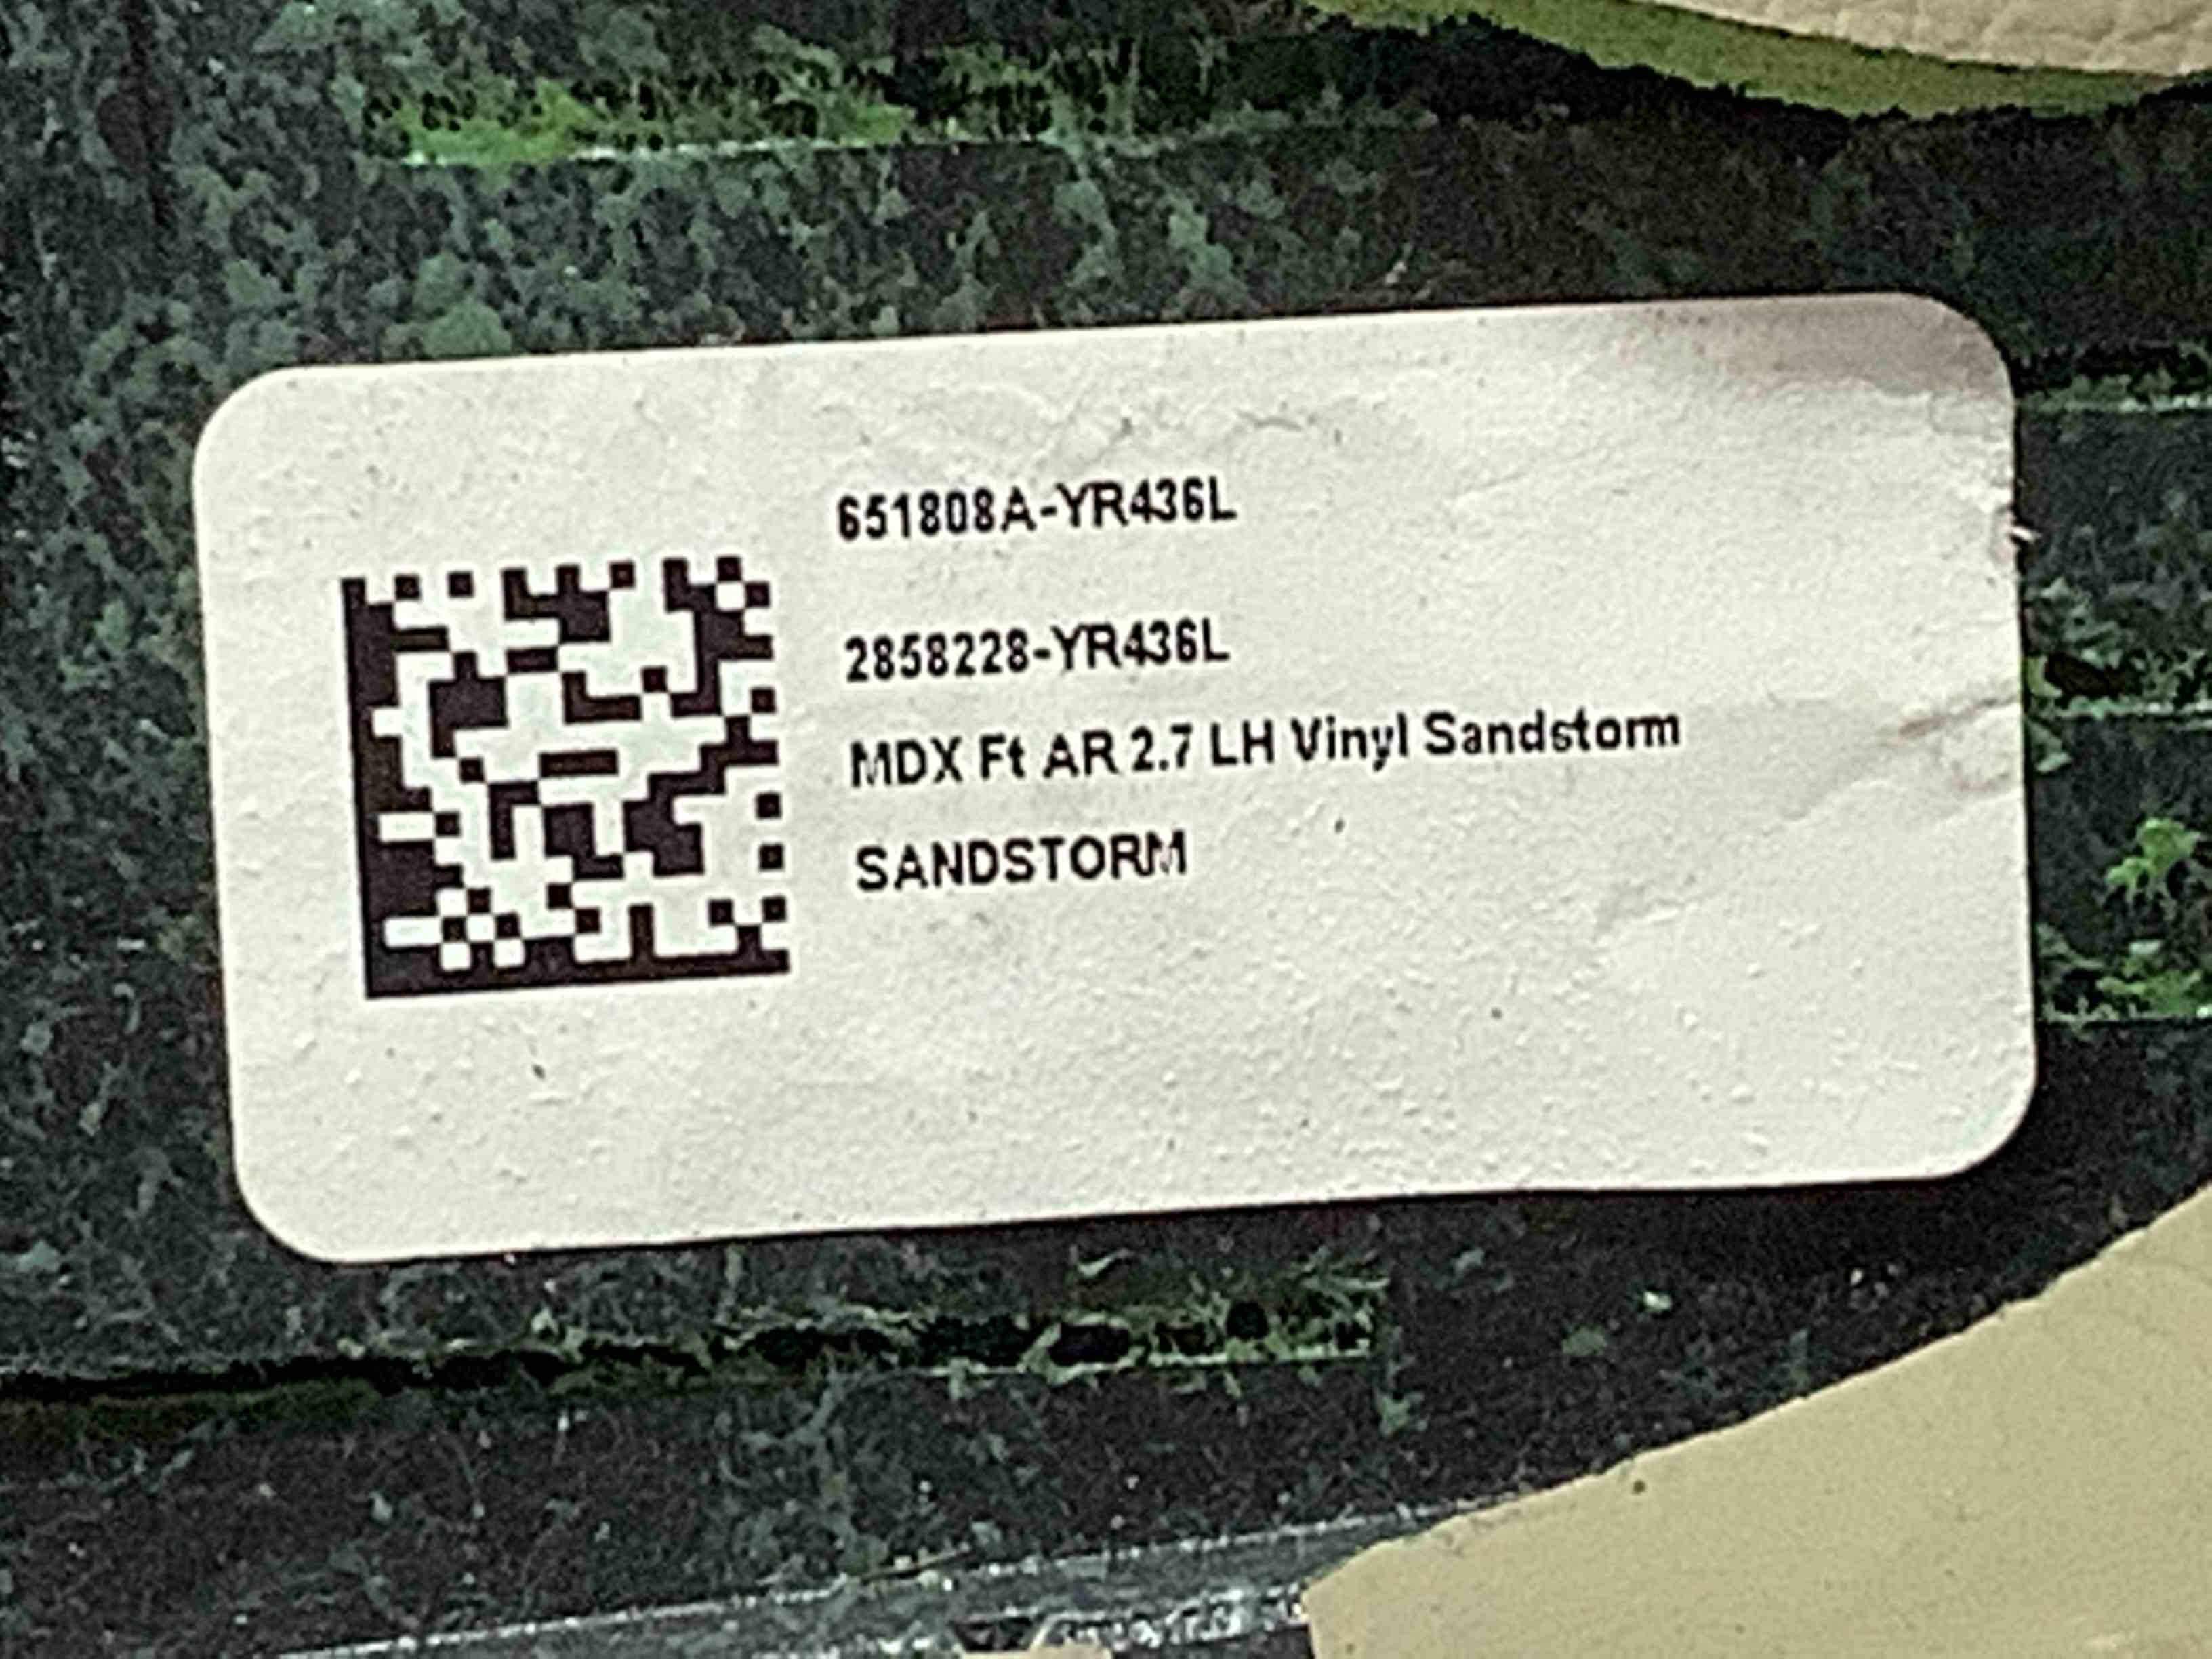 651808A-YR436L
2858228-YR436L
MDX Ft AR 2.7 LH Vinyl Sandstorm
SANDSTORM